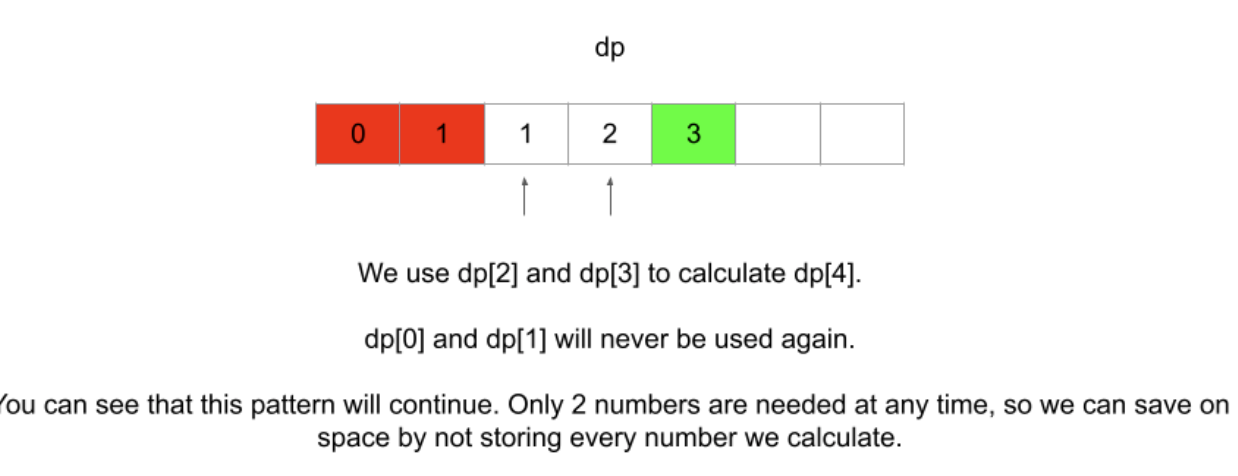 dp
0 1 1 2 3
We use dp[2] and dp[3] to calculate dp[4].
dp[0] and dp[1] will never be used again.
You can see that this pattern will continue. Only 2 numbers are needed at any time, so we can save on
space by not storing every number we calculate.